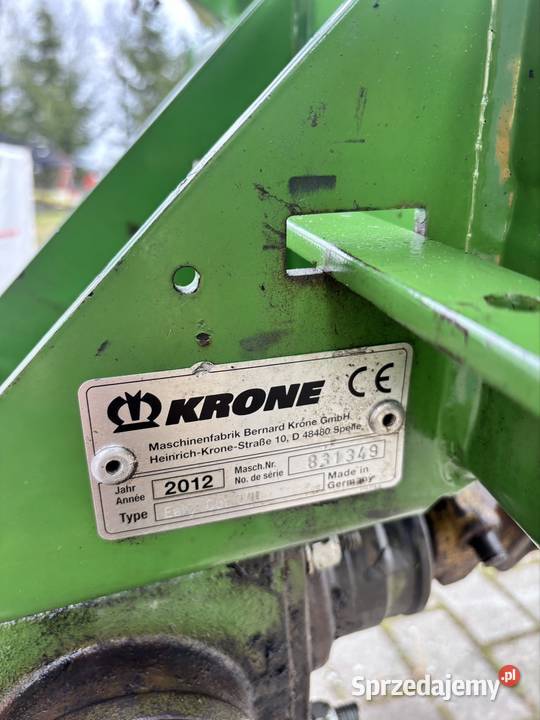 KRONE CE
Maschinenfabrik Bernard Krone GmbH
Heinrich-Krone-Straße 10, D 48480 Spelle,
Jahr
Année 2012 Masch.Nr.
No. de série: 831349
Type Made in
Germany
Sprzedajemy.pl